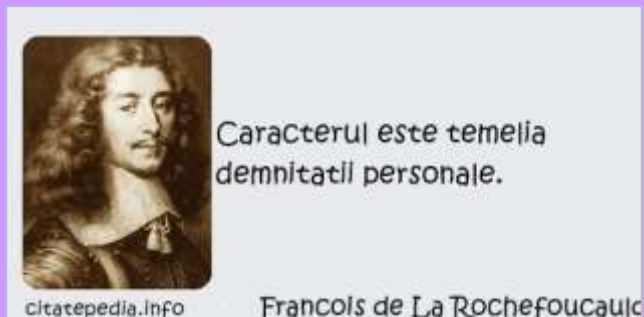 Caracterul este temelia
demnitatii personale.
citatepedia.info
Francois de La Rochefoucauld